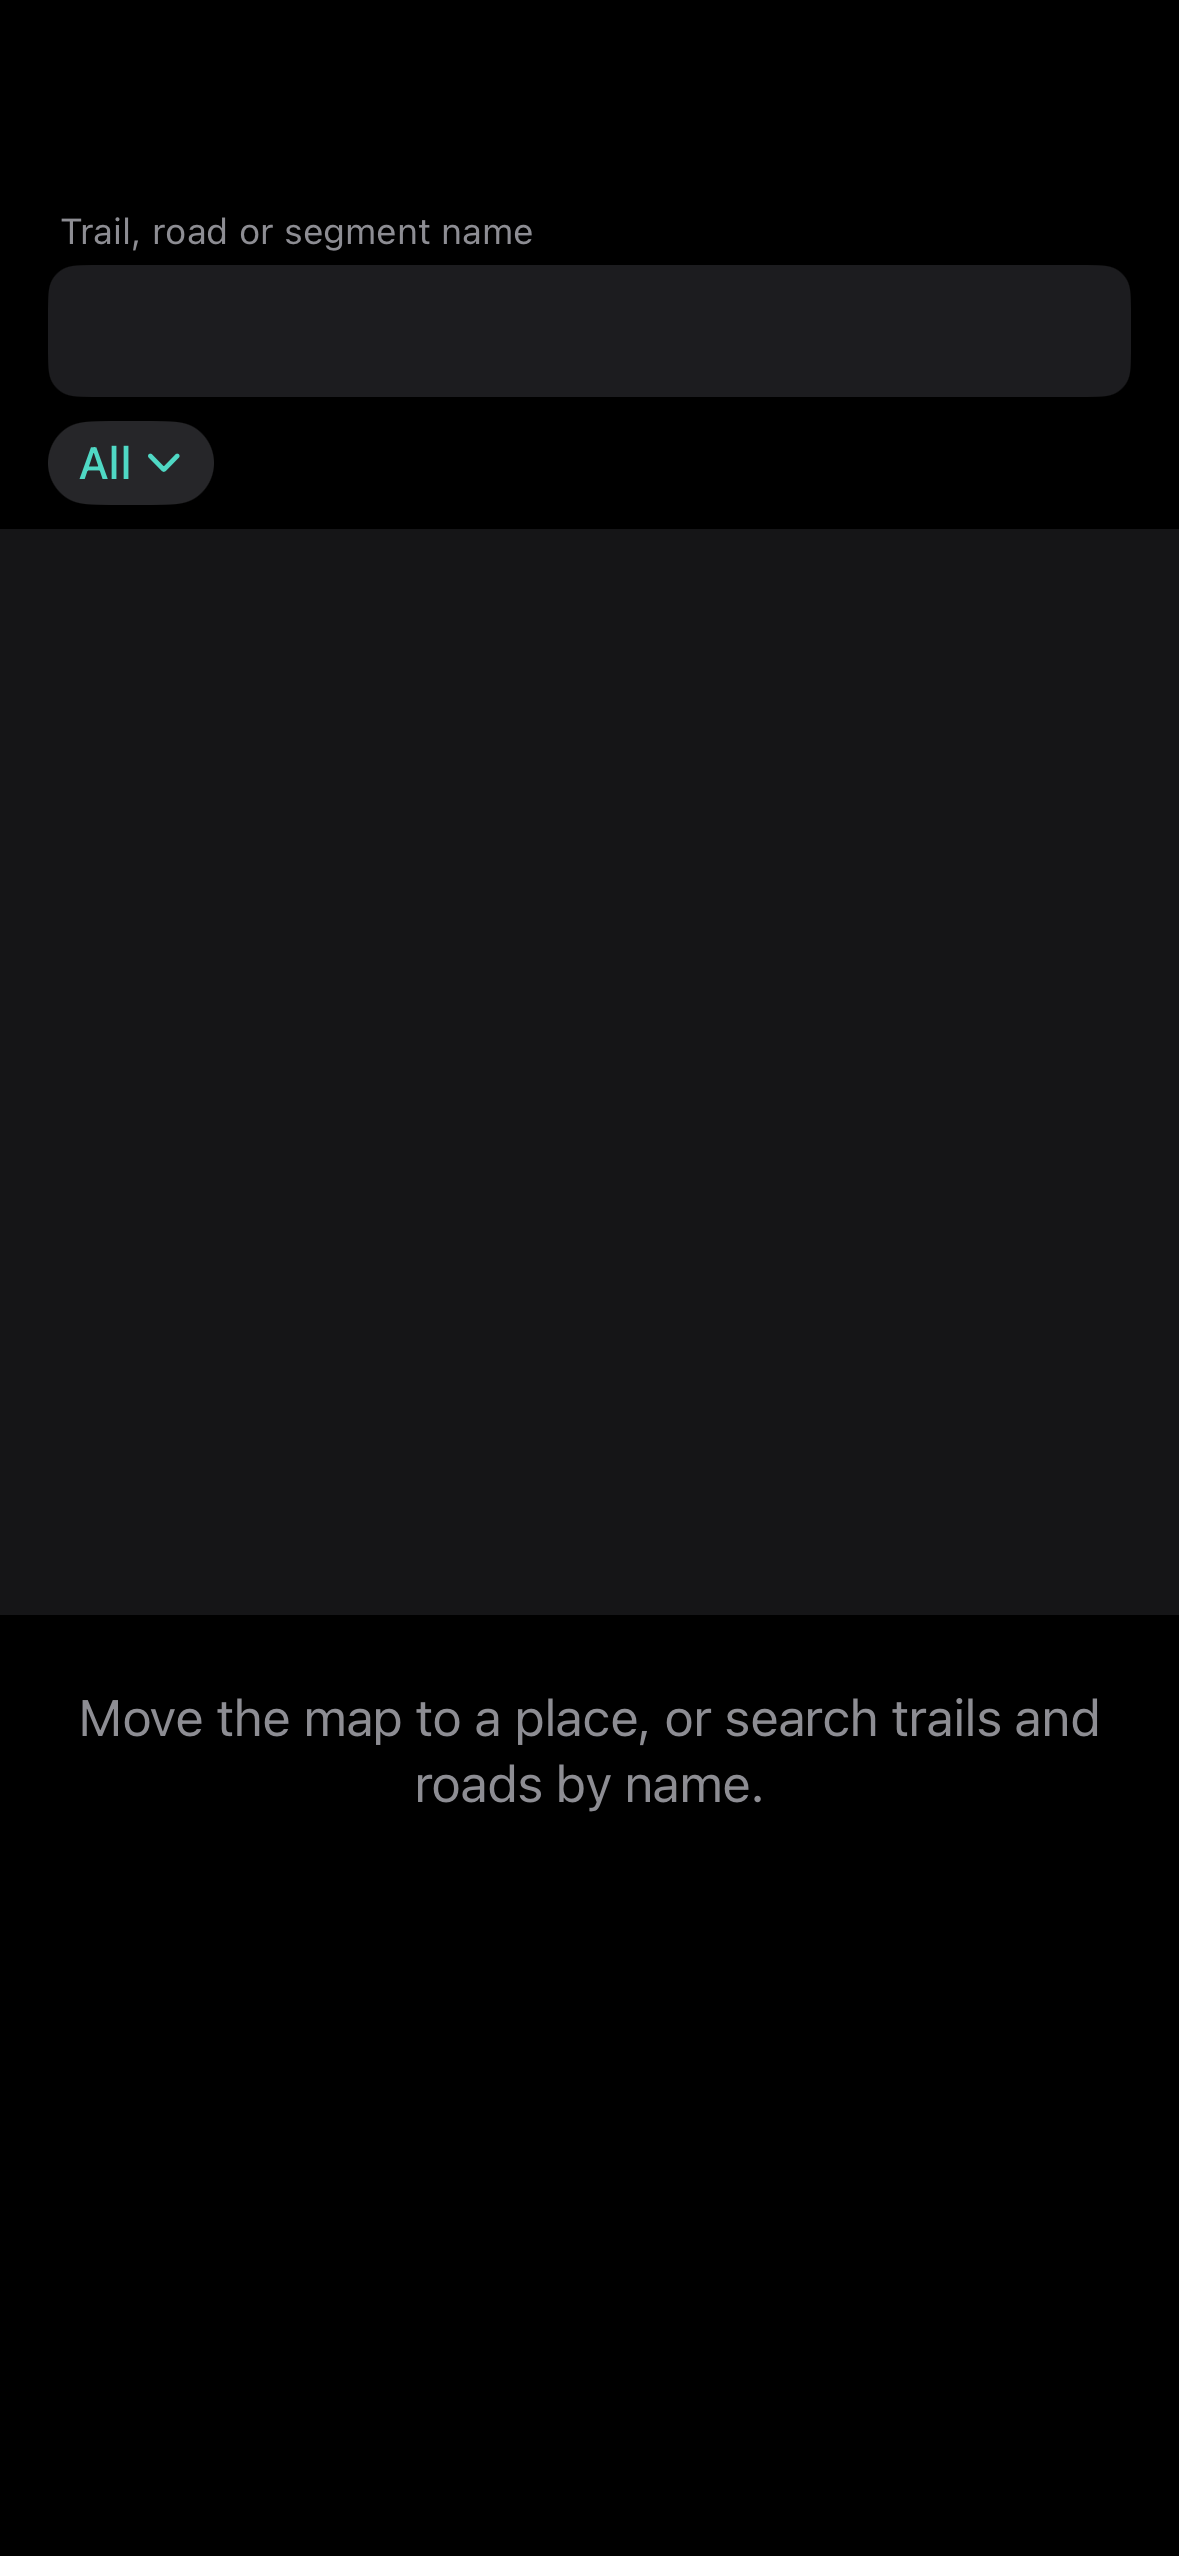 Trail, road or segment name
All
Move the map to a place, or search trails and
roads by name.